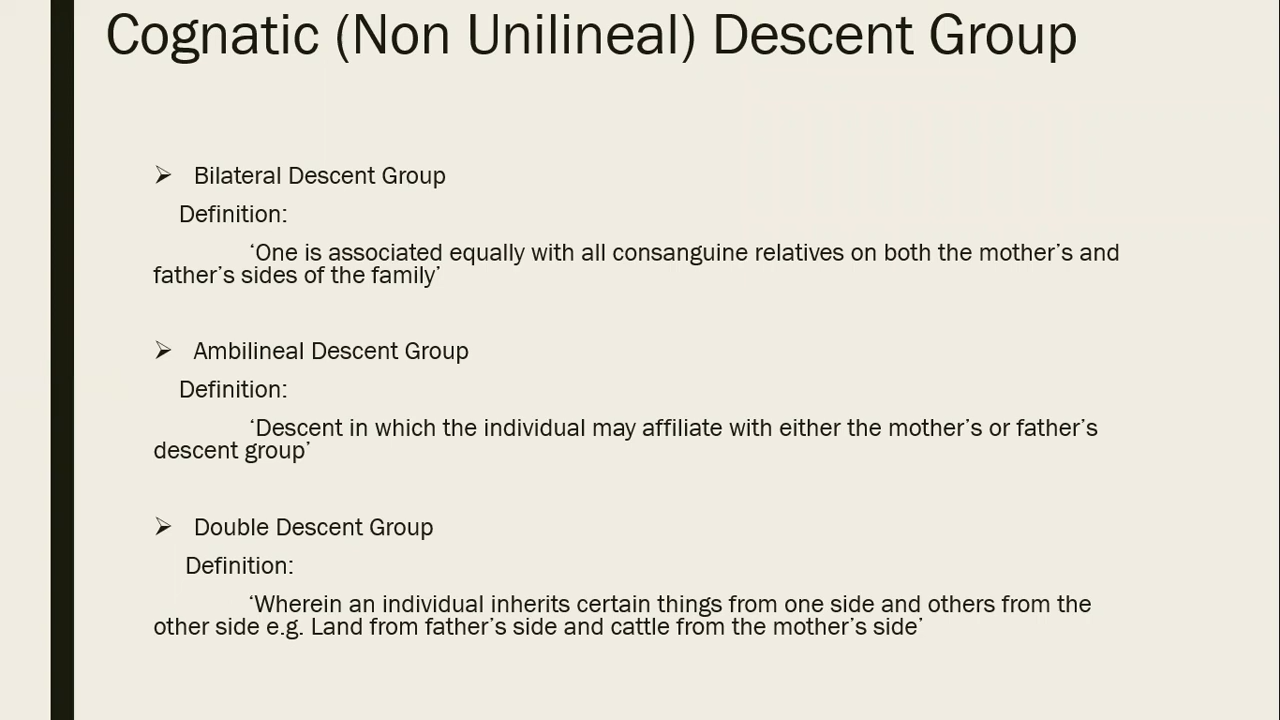 Cognatic (Non Unilineal) Descent Group
➢ Bilateral Descent Group
Definition:
‘One is associated equally with all consanguine relatives on both the mother’s and
father’s sides of the family’
➢ Ambilineal Descent Group
Definition:
‘Descent in which the individual may affiliate with either the mother’s or father’s
descent group’
➢ Double Descent Group
Definition:
‘Wherein an individual inherits certain things from one side and others from the
other side e.g. Land from father’s side and cattle from the mother’s side’